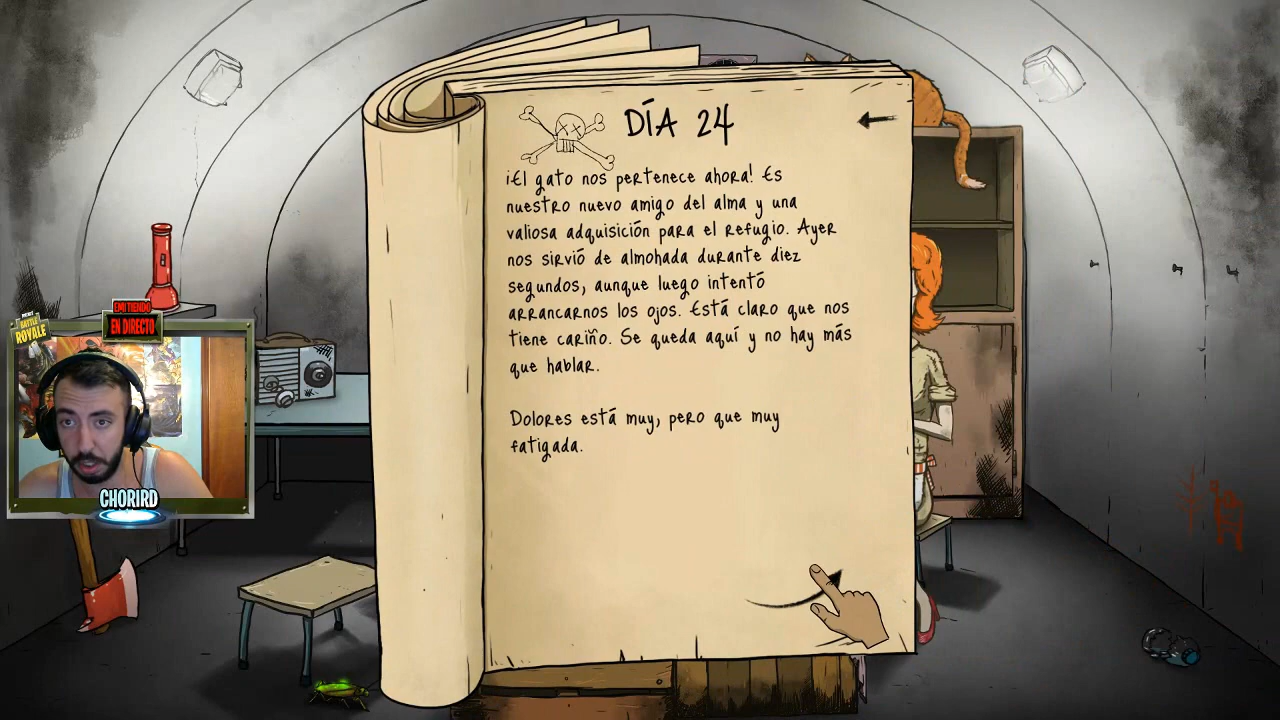 DÍA 24
¡El gato nos pertenece ahora! Es
nuestro nuevo amigo del alma y una
valiosa adquisición para el refugio. Ayer
nos sirvió de almohada durante diez
segundos, aunque luego intentó
arrancarnos los ojos. Está claro que nos
tiene cariño. Se queda aquí y no hay más
que hablar.
Dolores está muy, pero que muy
fatigada.
EMITIENDO
EN DIRECTO
BATTLE
ROYALE
CHORIRD